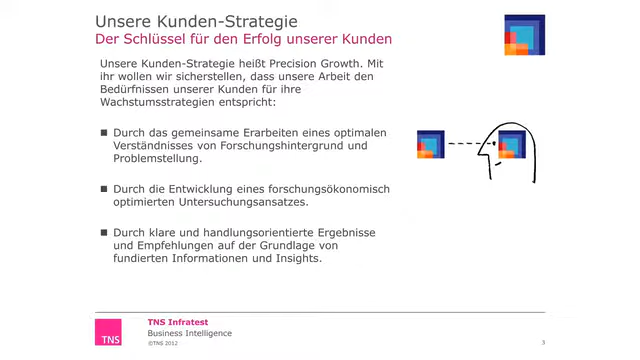 Unsere Kunden-Strategie
Der Schlüssel für den Erfolg unserer Kunden
Unsere Kunden-Strategie heißt Precision Growth. Mit
ihr wollen wir sicherstellen, dass unsere Arbeit den
Bedürfnissen unserer Kunden für ihre
Wachstumsstrategien entspricht:
Durch das gemeinsame Erarbeiten eines optimalen
Verständnisses von Forschungshintergrund und
Problemstellung.
Durch die Entwicklung eines forschungsökonomisch
optimierten Untersuchungsansatzes.
Durch klare und handlungsorientierte Ergebnisse
und Empfehlungen auf der Grundlage von
fundierten Informationen und Insights.
TNS
TNS Infratest
Business Intelligence
©TNS 2012
3